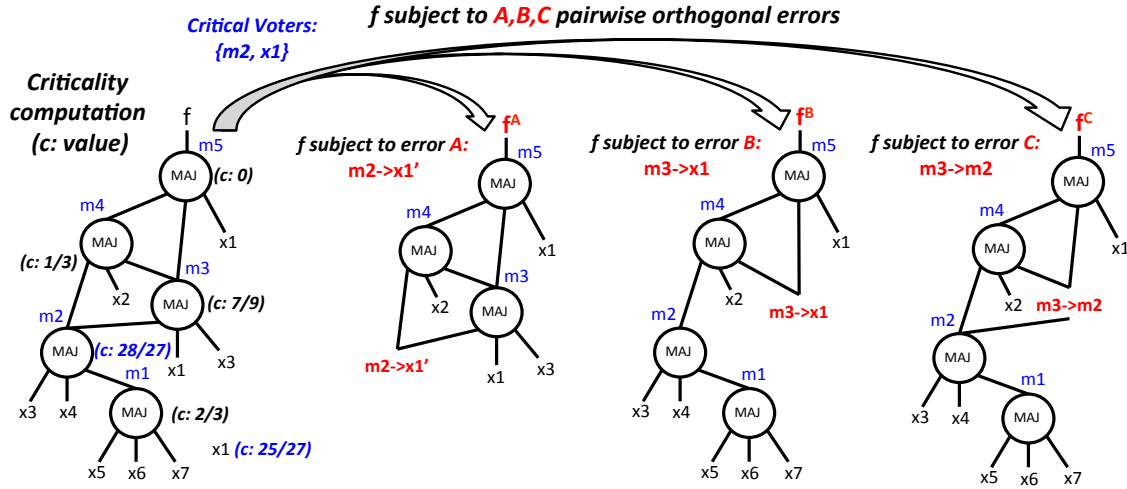 f subject to A,B,C pairwise orthogonal errors
Critical Voters:
{m2, x1}
Criticality
computation
(c: value)
f
m5
MAJ
(c: 0)
m4
MAJ
x1
m3
(c: 1/3)
x2
MAJ
(c: 7/9)
m2
MAJ
(c: 28/27)
x1
x3
m1
x3
x4
MAJ
(c: 2/3)
x1 (c: 25/27)
x5
x6
x7
f subject to error A:
m2->x1’
fA
m5
MAJ
m4
MAJ
x1
m3
x2
MAJ
m2->x1’
x1
x3
f subject to error B:
m3->x1
fB
m5
MAJ
m4
MAJ
x1
x2
m3->x1
m2
MAJ
m1
x3
x4
MAJ
x5
x6
x7
f subject to error C:
m3->m2
fC
m5
MAJ
m4
MAJ
x1
x2
m3->m2
m2
MAJ
m1
x3
x4
MAJ
x5
x6
x7